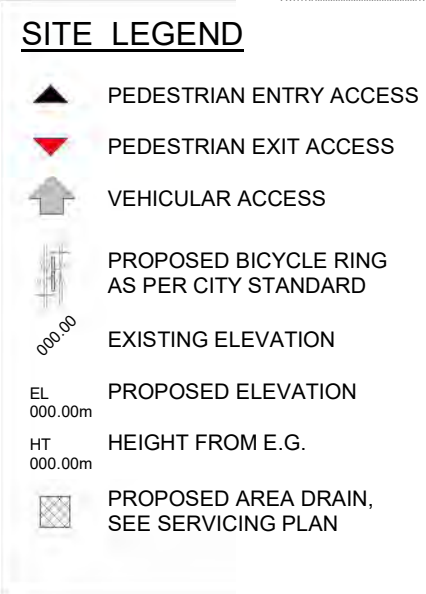 SITE LEGEND
PEDESTRIAN ENTRY ACCESS
PEDESTRIAN EXIT ACCESS
VEHICULAR ACCESS
PROPOSED BICYCLE RING
AS PER CITY STANDARD
000.00
EXISTING ELEVATION
EL
000.00m
PROPOSED ELEVATION
HT
000.00m
HEIGHT FROM E.G.
PROPOSED AREA DRAIN,
SEE SERVICING PLAN